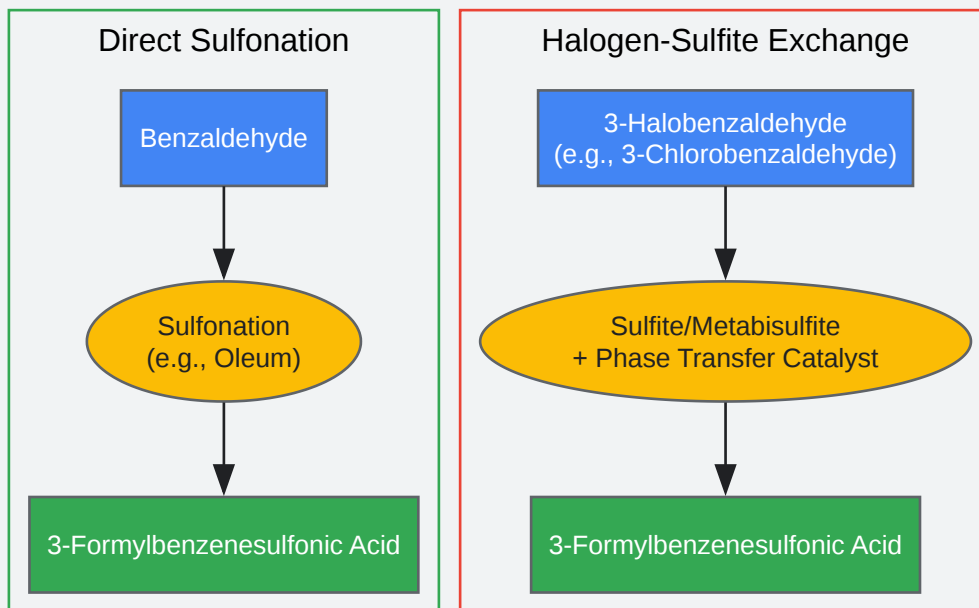 Direct Sulfonation
Benzaldehyde
Sulfonation
(e.g., Oleum)
3-Formylbenzenesulfonic Acid
Halogen-Sulfite Exchange
3-Halobenzaldehyde
(e.g., 3-Chlorobenzaldehyde)
Sulfite/Metabisulfite
+ Phase Transfer Catalyst
3-Formylbenzenesulfonic Acid